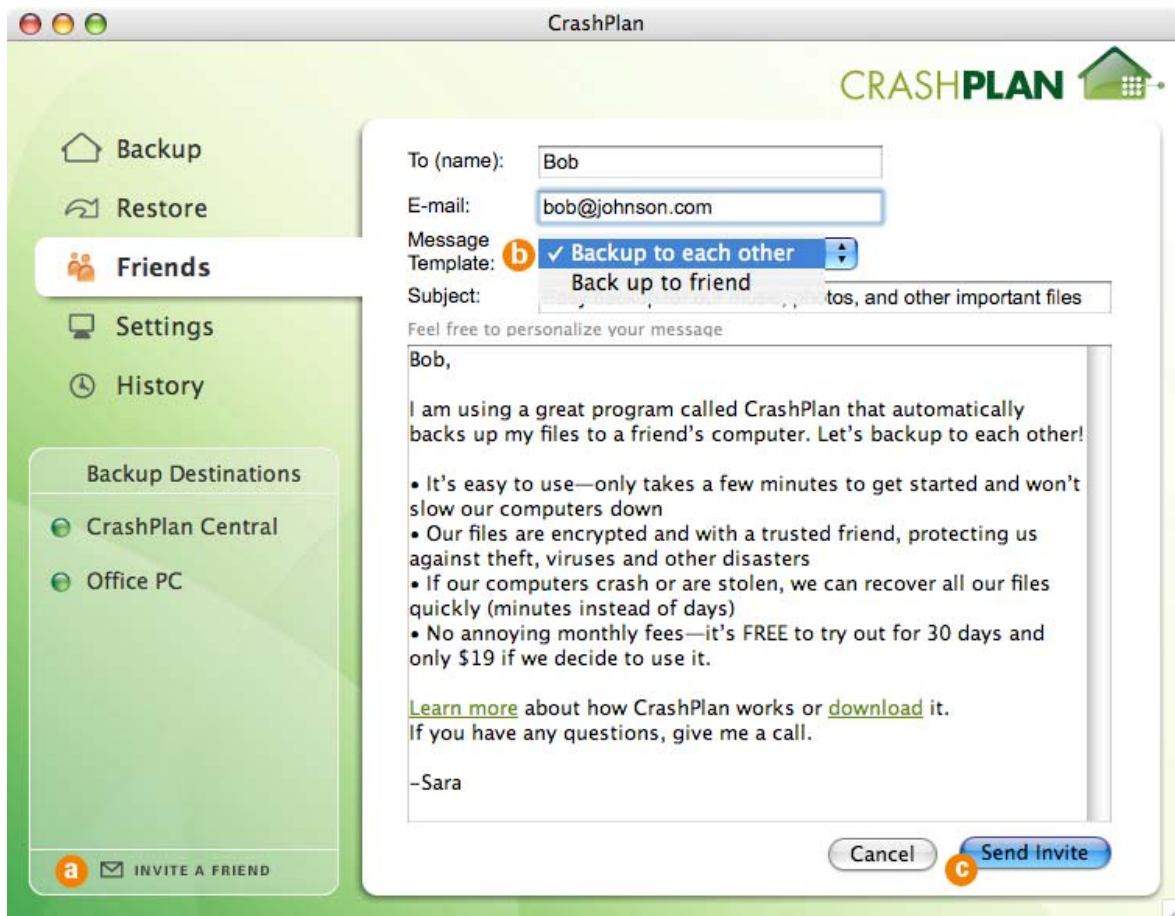 CrashPlan
CRASHPLAN
Backup
Restore
Friends
Settings
History
Backup Destinations
CrashPlan Central
Office PC
a INVITE A FRIEND
To (name): Bob
E-mail: bob@johnson.com
Message
Template: b ✓ Backup to each other
Back up to friend
Subject: photos, and other important files
Feel free to personalize your message
Bob,
I am using a great program called CrashPlan that automatically
backs up my files to a friend's computer. Let's backup to each other!
• It's easy to use—only takes a few minutes to get started and won't
slow our computers down
• Our files are encrypted and with a trusted friend, protecting us
against theft, viruses and other disasters
• If our computers crash or are stolen, we can recover all our files
quickly (minutes instead of days)
• No annoying monthly fees—it's FREE to try out for 30 days and
only $19 if we decide to use it.
Learn more about how CrashPlan works or download it.
If you have any questions, give me a call.
–Sara
Cancel
c Send Invite